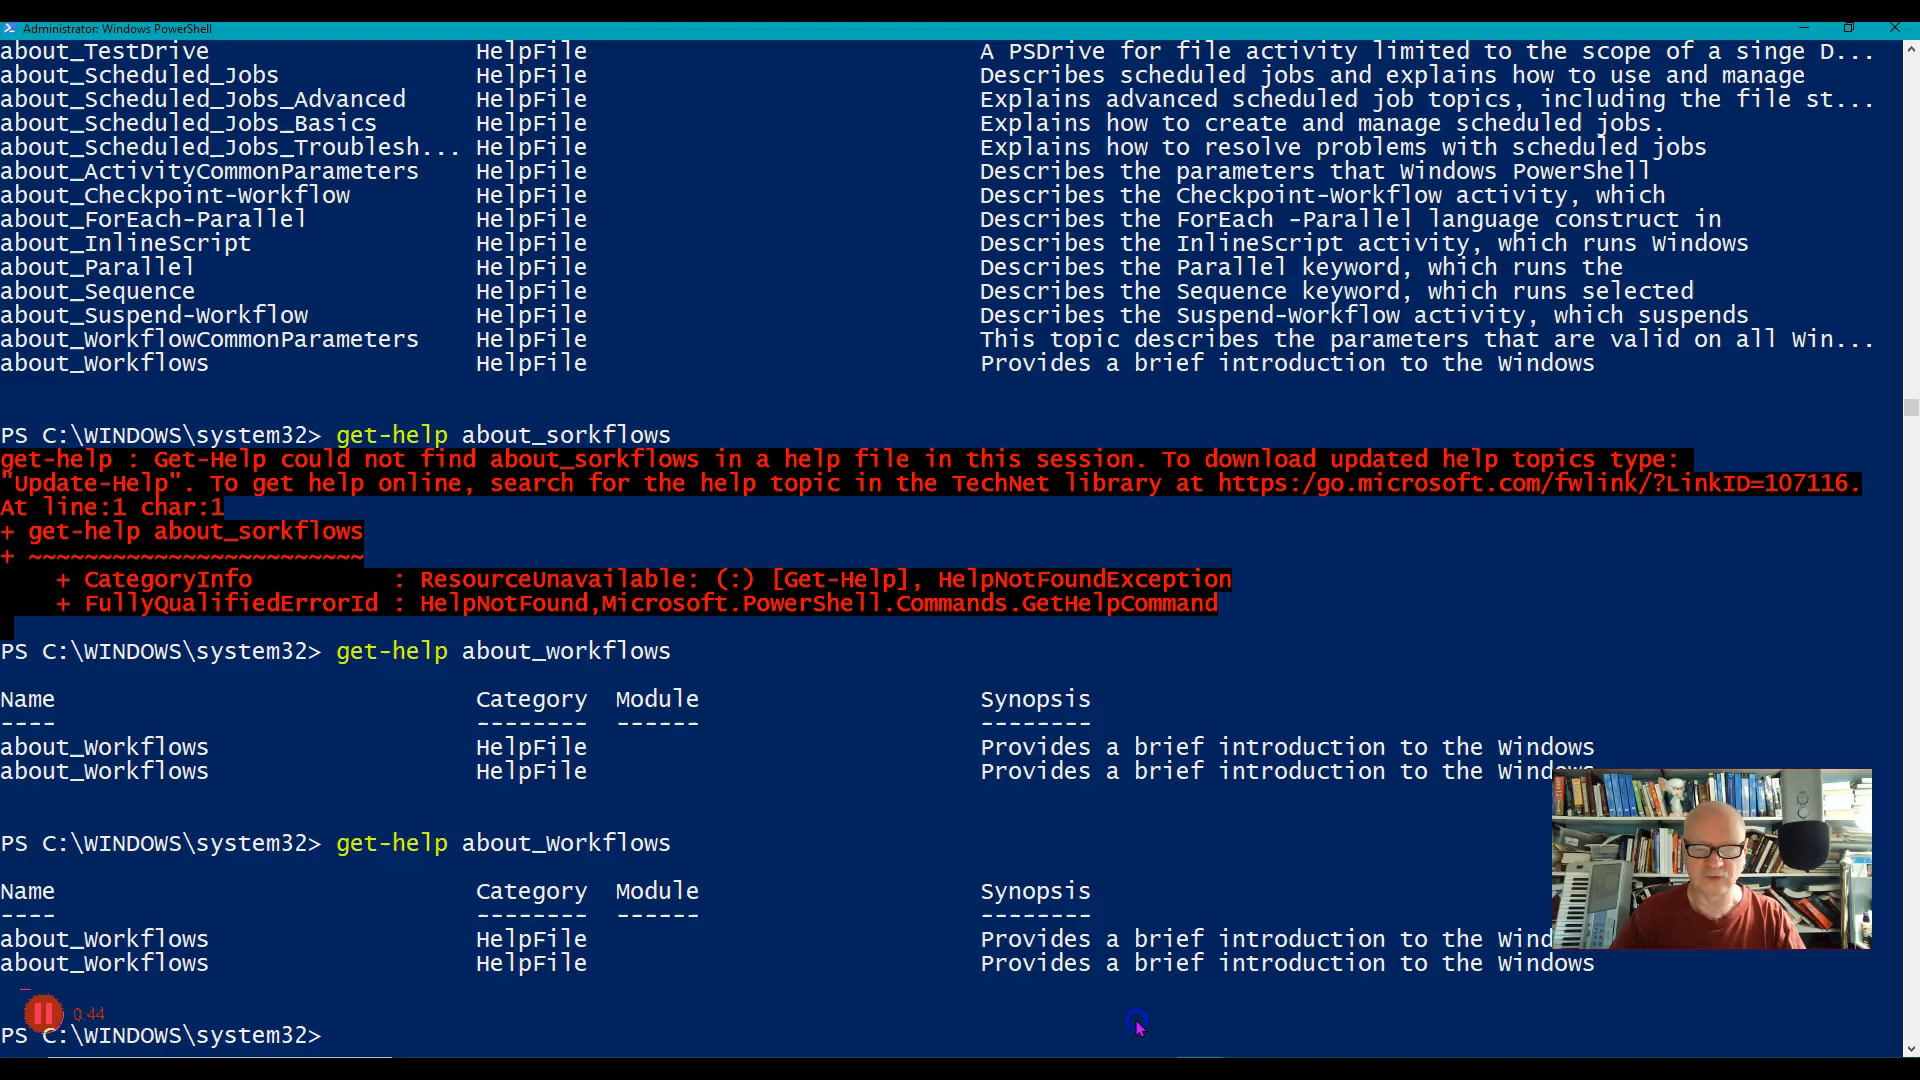 Administrator: Windows PowerShell
about_TestDrive HelpFile A PSDrive for file activity limited to the scope of a singe D...
about_Scheduled_Jobs HelpFile Describes scheduled jobs and explains how to use and manage
about_Scheduled_Jobs_Advanced HelpFile Explains advanced scheduled job topics, including the file st...
about_Scheduled_Jobs_Basics HelpFile Explains how to create and manage scheduled jobs.
about_Scheduled_Jobs_Troublesh... HelpFile Explains how to resolve problems with scheduled jobs
about_ActivityCommonParameters HelpFile Describes the parameters that Windows PowerShell
about_Checkpoint-Workflow HelpFile Describes the Checkpoint-Workflow activity, which
about_ForEach-Parallel HelpFile Describes the ForEach -Parallel language construct in
about_InlineScript HelpFile Describes the InlineScript activity, which runs Windows
about_Parallel HelpFile Describes the Parallel keyword, which runs the
about_Sequence HelpFile Describes the Sequence keyword, which runs selected
about_Suspend-Workflow HelpFile Describes the Suspend-Workflow activity, which suspends
about_WorkflowCommonParameters HelpFile This topic describes the parameters that are valid on all Win...
about_Workflows HelpFile Provides a brief introduction to the Windows
PS C:\WINDOWS\system32> get-help about_sorkflows
get-help : Get-Help could not find about_sorkflows in a help file in this session. To download updated help topics type:
"Update-Help". To get help online, search for the help topic in the TechNet library at https:/go.microsoft.com/fwlink/?LinkID=107116.
At line:1 char:1
+ get-help about_sorkflows
+ ~~~~~~~~~~~~~~~~~~~~~~~~
+ CategoryInfo : ResourceUnavailable: (:) [Get-Help], HelpNotFoundException
+ FullyQualifiedErrorId : HelpNotFound,Microsoft.PowerShell.Commands.GetHelpCommand
PS C:\WINDOWS\system32> get-help about_workflows
Name Category Module Synopsis
---- -------- ------ --------
about_Workflows HelpFile Provides a brief introduction to the Windows
about_Workflows HelpFile Provides a brief introduction to the Windows
PS C:\WINDOWS\system32> get-help about_Workflows
Name Category Module Synopsis
---- -------- ------ --------
about_Workflows HelpFile Provides a brief introduction to the Wind
about_Workflows HelpFile Provides a brief introduction to the Windows
0:44
PS C:\WINDOWS\system32>